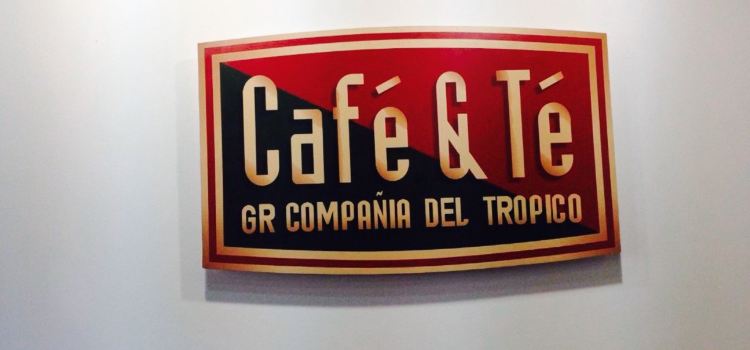 Café & Té
GR COMPAÑIA DEL TROPICO